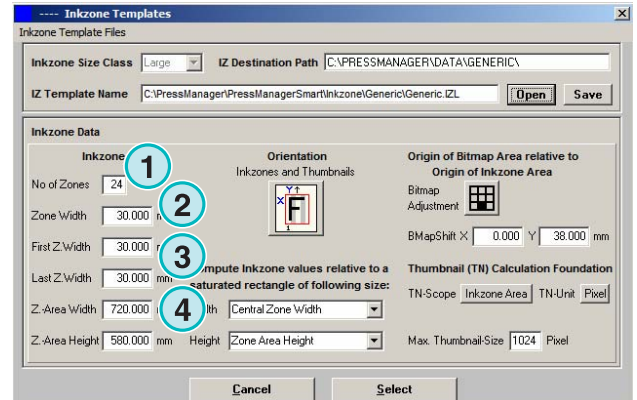 ---- Inkzone Templates
Inkzone Template Files
Inkzone Size Class Large IZ Destination Path C:\PRESSMANAGER\DATA\GENERIC\
IZ Template Name C:\PressManager\PressManagerSmart\Inkzone\Generic\Generic.IZL Open Save
Inkzone Data
Inkzone 1 Orientation Origin of Bitmap Area relative to
Inkzones and Thumbnails Origin of Inkzone Area
No of Zones 24 Bitmap
Adjustment
Y
X
F
1
Zone Width 30.000 2
BMapShift X 0.000 Y 38.000 mm
First Z.Width 30.000 mm 3
Last Z.Width 30.000 mm Compute Inkzone values relative to a Thumbnail (TN) Calculation Foundation
saturated rectangle of following size: TN-Scope Inkzone Area TN-Unit Pixel
Z.-Area Width 720.000 mm 4 Central Zone Width
Z.-Area Height 580.000 mm Height Zone Area Height Max. Thumbnail-Size 1024 Pixel
Cancel Select